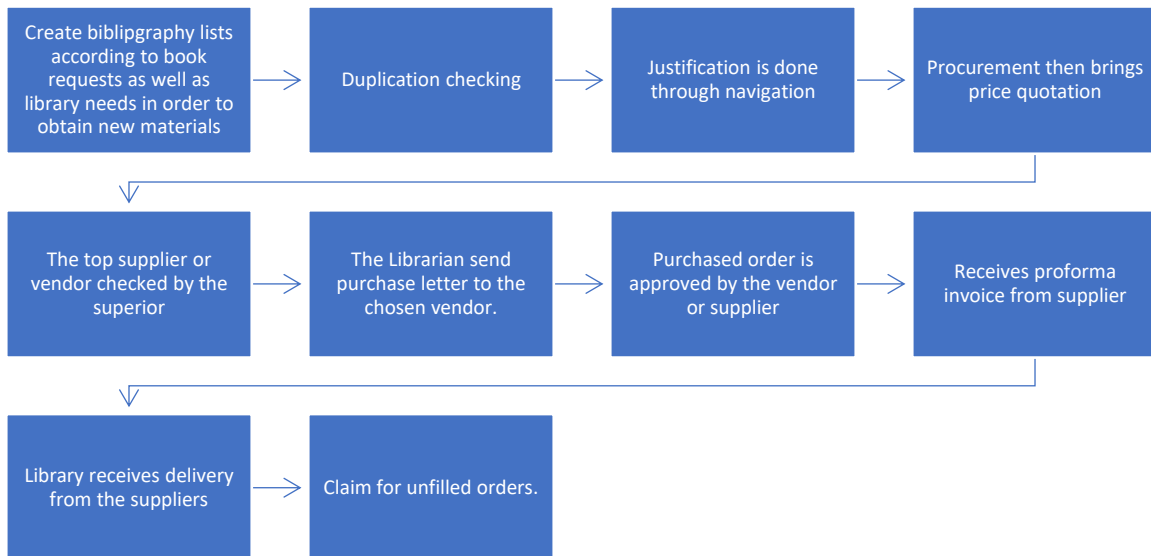 Create biblipgraphy lists
according to book
requests as well as
library needs in order to
obtain new materials
Duplication checking
Justification is done
through navigation
Procurement then brings
price quotation
The top supplier or
vendor checked by the
superior
The Librarian send
purchase letter to the
chosen vendor.
Purchased order is
approved by the vendor
or supplier
Receives proforma
invoice from supplier
Library receives delivery
from the suppliers
Claim for unfilled orders.